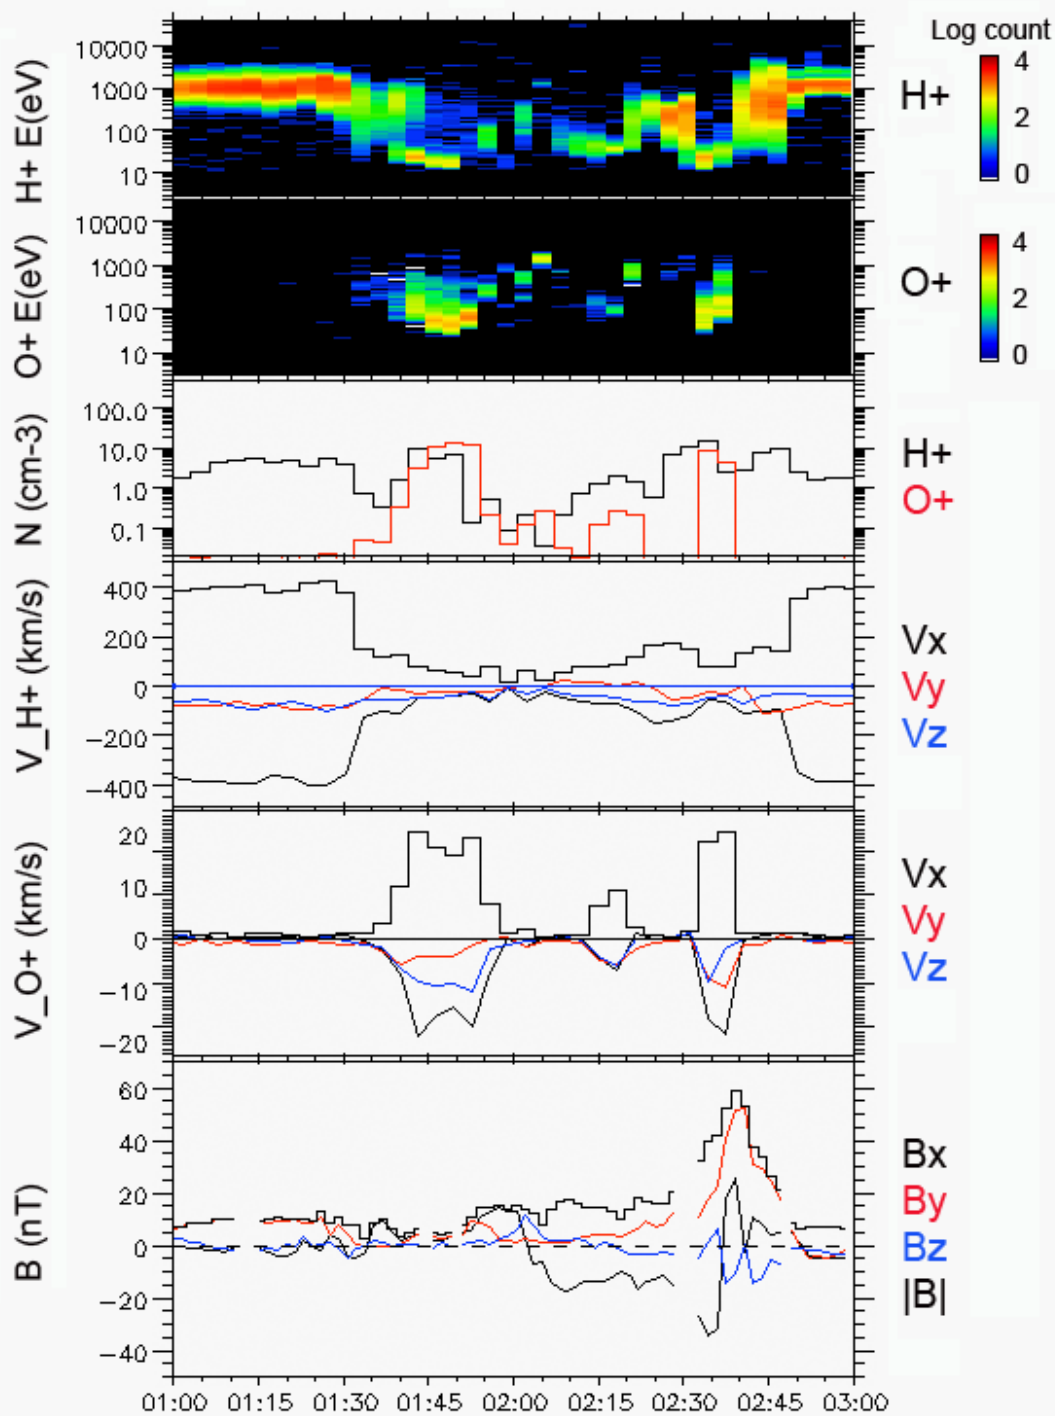 Log count
H+ E(eV)
10000
1000
100
10
H+
4
2
0
O+ E(eV)
10000
1000
100
10
O+
4
2
0
N (cm-3)
100.0
10.0
1.0
0.1
H+
O+
V_H+ (km/s)
400
200
0
−200
−400
Vx
Vy
Vz
V_O+ (km/s)
20
10
0
−10
−20
Vx
Vy
Vz
B (nT)
60
40
20
0
−20
−40
Bx
By
Bz
|B|
01:00 01:15 01:30 01:45 02:00 02:15 02:30 02:45 03:00